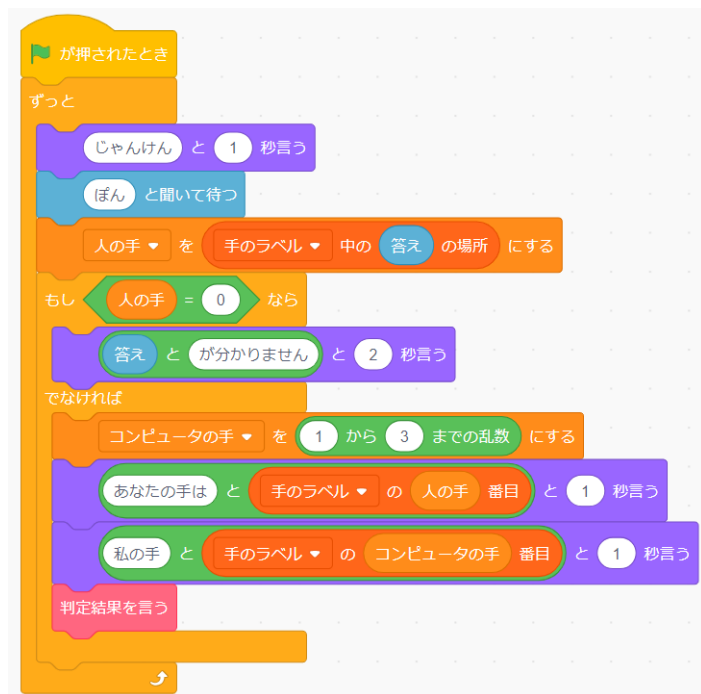 が押されたとき
ずっと
じゃんけん と 1 秒言う
ぽん と聞いて待つ
人の手 を 手のラベル 中の 答え の場所 にする
もし 人の手 = 0 なら
答え と が分かりません と 2 秒言う
でなければ
コンピュータの手 を 1 から 3 までの乱数 にする
あなたの手は と 手のラベル の 人の手 番目 と 1 秒言う
私の手 と 手のラベル の コンピュータの手 番目 と 1 秒言う
判定結果を言う